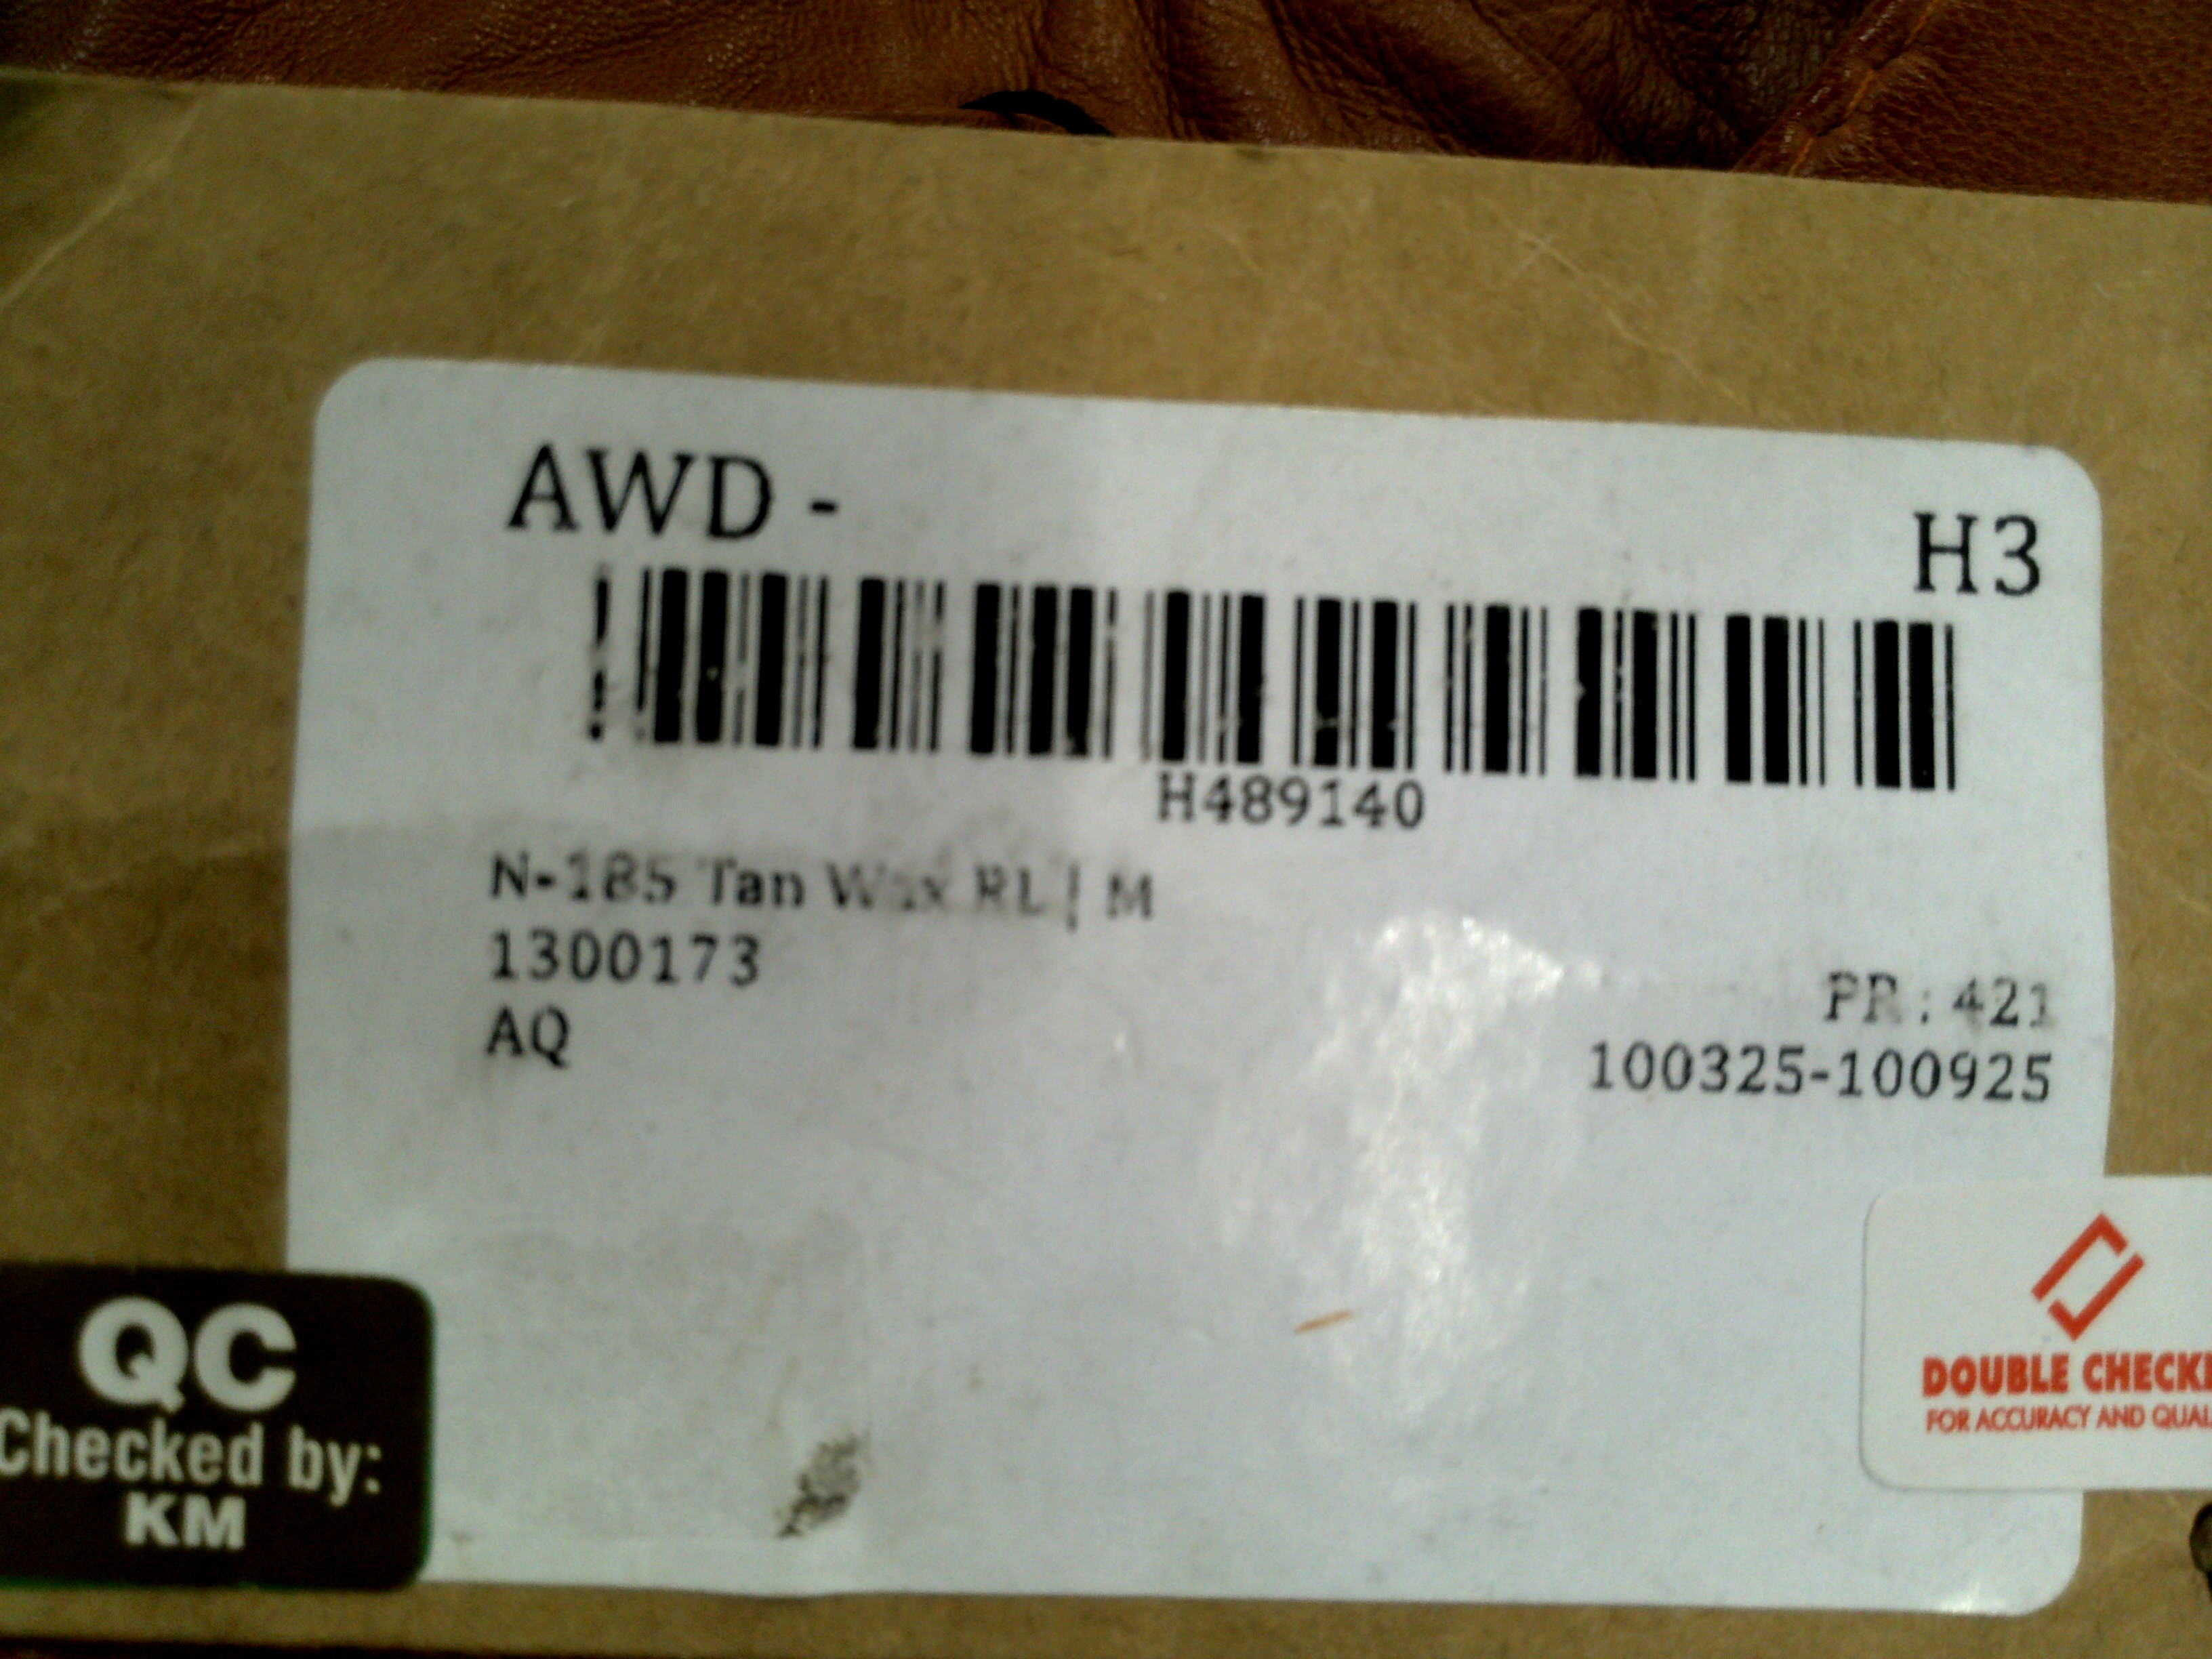 AWD -
H3
H489140
N-185 Tan Wax RL | M
1300173
PR : 421
AQ
100325-100925
QC
Checked by:
KM
DOUBLE CHECK
FOR ACCURACY AND QUAL